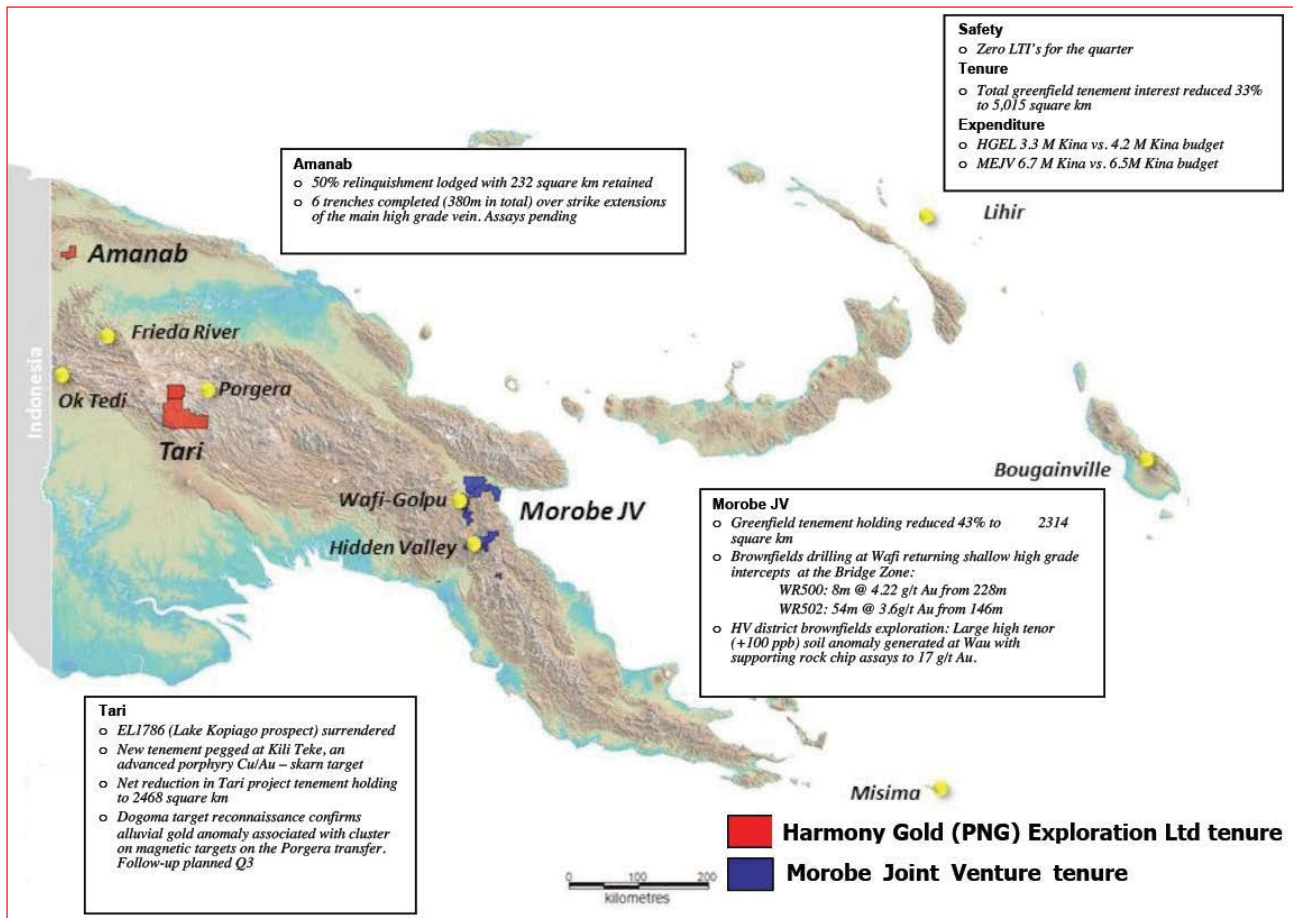 Safety
o Zero LTI's for the quarter
Tenure
o Total greenfield tenement interest reduced 33%
to 5,015 square km
Expenditure
o HGEL 3.3 M Kina vs. 4.2 M Kina budget
o MEJV 6.7 M Kina vs. 6.5M Kina budget
Amanab
o 50% relinquishment lodged with 232 square km retained
o 6 trenches completed (380m in total) over strike extensions
of the main high grade vein. Assays pending
Lihir
Amanab
Frieda River
Indonesia
Ok Tedi
Porgera
Tari
Bougainville
Wafi-Golpu
Morobe JV
Hidden Valley
Morobe JV
o Greenfield tenement holding reduced 43% to 2314
square km
o Brownfields drilling at Wafi returning shallow high grade
intercepts at the Bridge Zone:
WR500: 8m @ 4.22 g/t Au from 228m
WR502: 54m @ 3.6g/t Au from 146m
o HV district brownfields exploration: Large high tenor
(+100 ppb) soil anomaly generated at Wau with
supporting rock chip assays to 17 g/t Au.
Tari
o EL1786 (Lake Kopiago prospect) surrendered
o New tenement pegged at Kili Teke, an
advanced porphyry Cu/Au – skarn target
o Net reduction in Tari project tenement holding
to 2468 square km
o Dogoma target reconnaissance confirms
alluvial gold anomaly associated with cluster
on magnetic targets on the Porgera transfer.
Follow-up planned Q3
Misima
Harmony Gold (PNG) Exploration Ltd tenure
Morobe Joint Venture tenure
0 100 200
kilometres